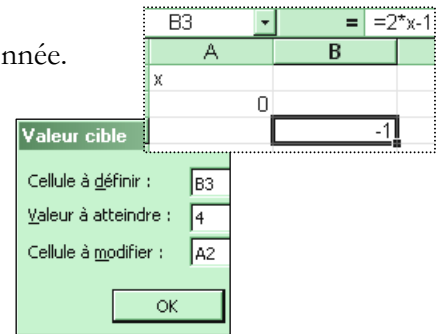 B3 = =2*x-1
nnée.
A B
x
0
-1
Valeur cible
Cellule à définir : B3
Valeur à atteindre : 4
Cellule à modifier : A2
OK